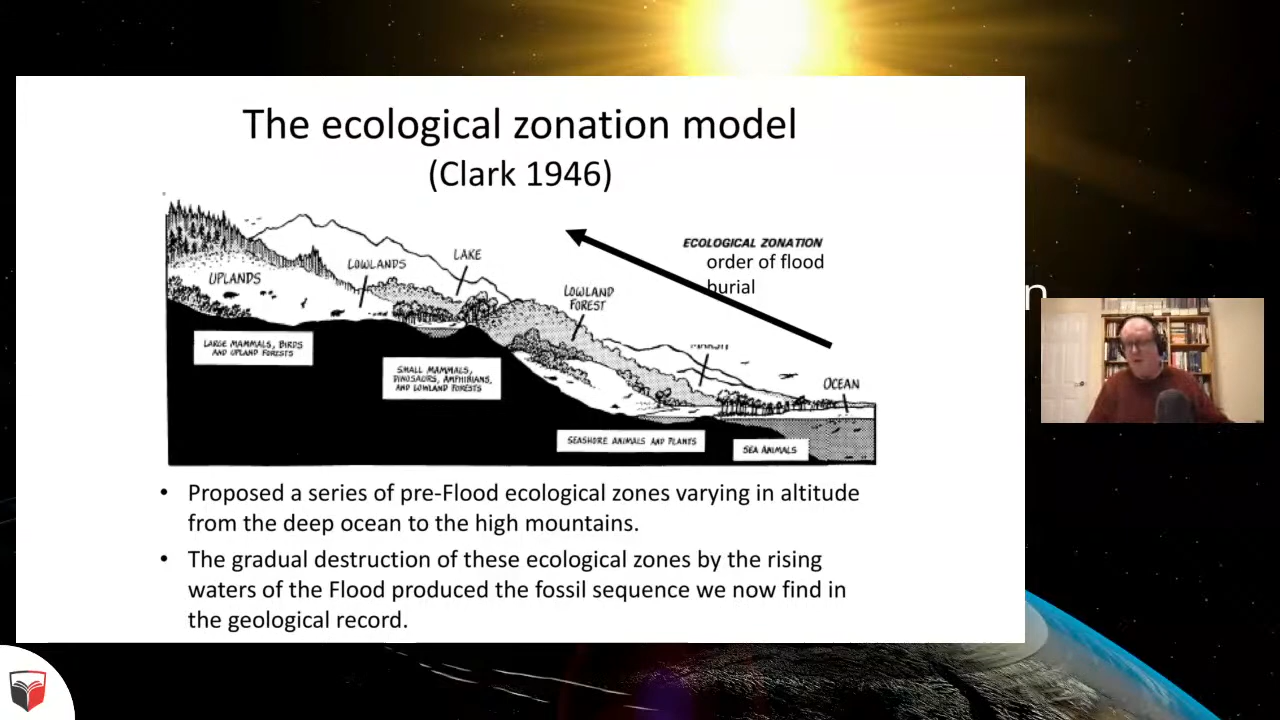 The ecological zonation model
(Clark 1946)
ECOLOGICAL ZONATION
order of flood
burial
LAKE
LOWLANDS
UPLANDS
LOWLAND
FOREST
OCEAN
LARGE MAMMALS, BIRDS
AND UPLAND FORESTS
SMALL MAMMALS,
DINOSAURS, AMPHIBIANS,
AND LOWLAND FORESTS
SEASHORE ANIMALS AND PLANTS
SEA ANIMALS
• Proposed a series of pre-Flood ecological zones varying in altitude
from the deep ocean to the high mountains.
• The gradual destruction of these ecological zones by the rising
waters of the Flood produced the fossil sequence we now find in
the geological record.